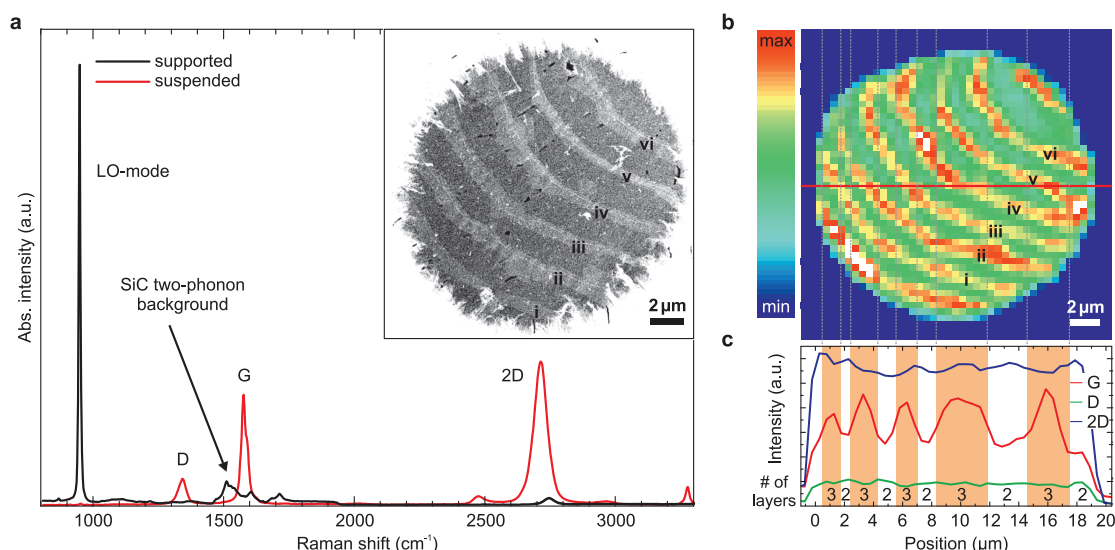 a
supported
suspended
LO-mode
SiC two-phonon
background
D
G
2D
Abs. intensity (a.u.)
1000
1500
2000
2500
3000
Raman shift (cm⁻¹)
vi
v
iv
iii
ii
i
2 µm
b
max
min
vi
v
iv
iii
ii
i
2 µm
c
Intensity (a.u.)
G
D
2D
# of
layers
3 2 3 2 3 2 3 2 3 2
0 2 4 6 8 10 12 14 16 18 20
Position (µm)